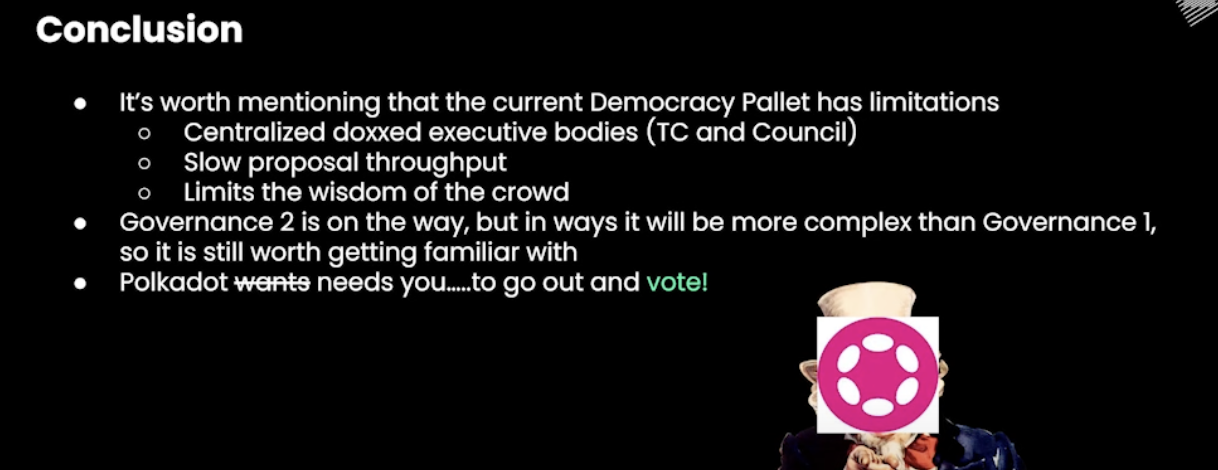 Conclusion
● It’s worth mentioning that the current Democracy Pallet has limitations
○ Centralized doxxed executive bodies (TC and Council)
○ Slow proposal throughput
○ Limits the wisdom of the crowd
● Governance 2 is on the way, but in ways it will be more complex than Governance 1,
so it is still worth getting familiar with
● Polkadot wants needs you.....to go out and vote!